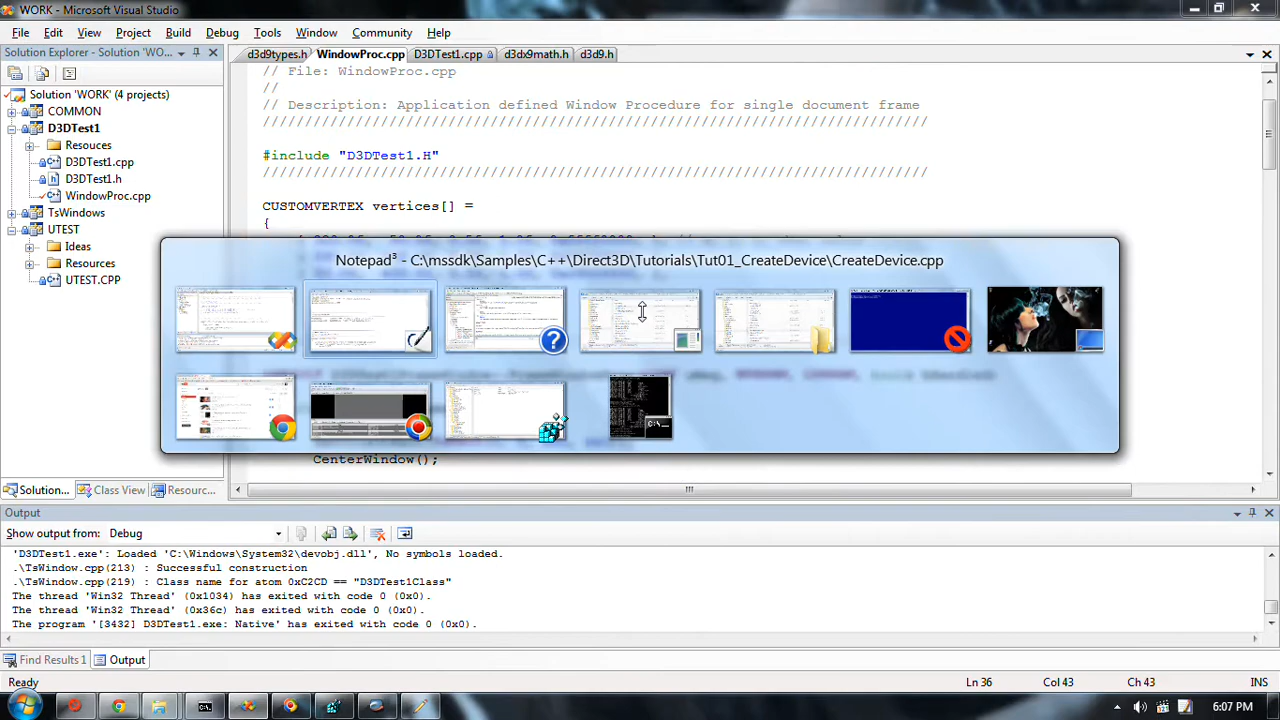 WORK - Microsoft Visual Studio
File Edit View Project Build Debug Tools Window Community Help
Solution Explorer - Solution 'WO...
d3d9types.h WindowProc.cpp D3DTest1.cpp d3dx9math.h d3d9.h
Solution 'WORK' (4 projects)
COMMON
D3DTest1
Resouces
D3DTest1.cpp
D3DTest1.h
WindowProc.cpp
TsWindows
UTEST
Ideas
Resources
UTEST.CPP
// File: WindowProc.cpp
//
// Description: Application defined Window Procedure for single document frame
////////////////////////////////////////////////////////////////////////////////
#include "D3DTest1.H"
////////////////////////////////////////////////////////////////////////////////
CUSTOMVERTEX vertices[] =
{
Notepad³ - C:\mssdk\Samples\C++\Direct3D\Tutorials\Tut01_CreateDevice\CreateDevice.cpp
C:\...
CenterWindow();
Solution... Class View Resourc...
Output
Show output from: Debug
'D3DTest1.exe': Loaded 'C:\Windows\System32\devobj.dll', No symbols loaded.
.\TsWindow.cpp(213) : Successful construction
.\TsWindow.cpp(219) : Class name for atom 0xC2CD == "D3DTest1Class"
The thread 'Win32 Thread' (0x1034) has exited with code 0 (0x0).
The thread 'Win32 Thread' (0x36c) has exited with code 0 (0x0).
The program '[3432] D3DTest1.exe: Native' has exited with code 0 (0x0).
Find Results 1 Output
Ready Ln 36 Col 43 Ch 43 INS
6:07 PM